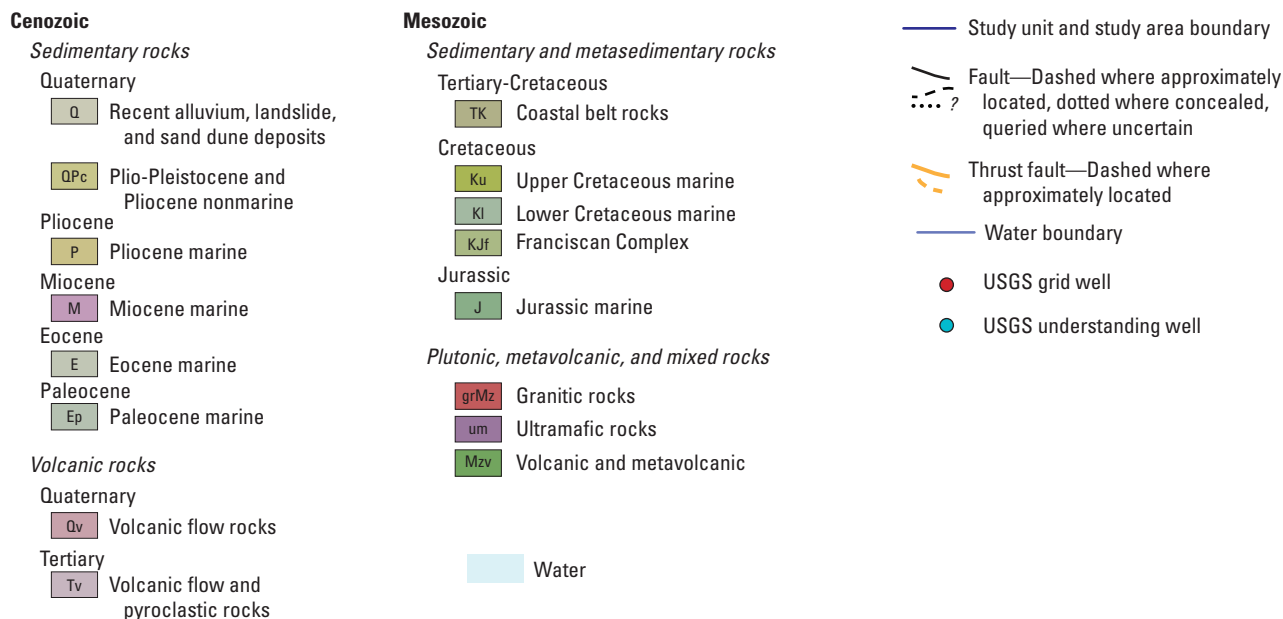 Cenozoic
Sedimentary rocks
Quaternary
Q Recent alluvium, landslide,
and sand dune deposits
QPc Plio-Pleistocene and
Pliocene nonmarine
Pliocene
P Pliocene marine
Miocene
M Miocene marine
Eocene
E Eocene marine
Paleocene
Ep Paleocene marine
Volcanic rocks
Quaternary
Qv Volcanic flow rocks
Tertiary
Tv Volcanic flow and
pyroclastic rocks
Mesozoic
Sedimentary and metasedimentary rocks
Tertiary-Cretaceous
TK Coastal belt rocks
Cretaceous
Ku Upper Cretaceous marine
Kl Lower Cretaceous marine
KJf Franciscan Complex
Jurassic
J Jurassic marine
Plutonic, metavolcanic, and mixed rocks
grMz Granitic rocks
um Ultramafic rocks
Mzv Volcanic and metavolcanic
Water
Study unit and study area boundary
Fault—Dashed where approximately
? located, dotted where concealed,
queried where uncertain
Thrust fault—Dashed where
approximately located
Water boundary
USGS grid well
USGS understanding well